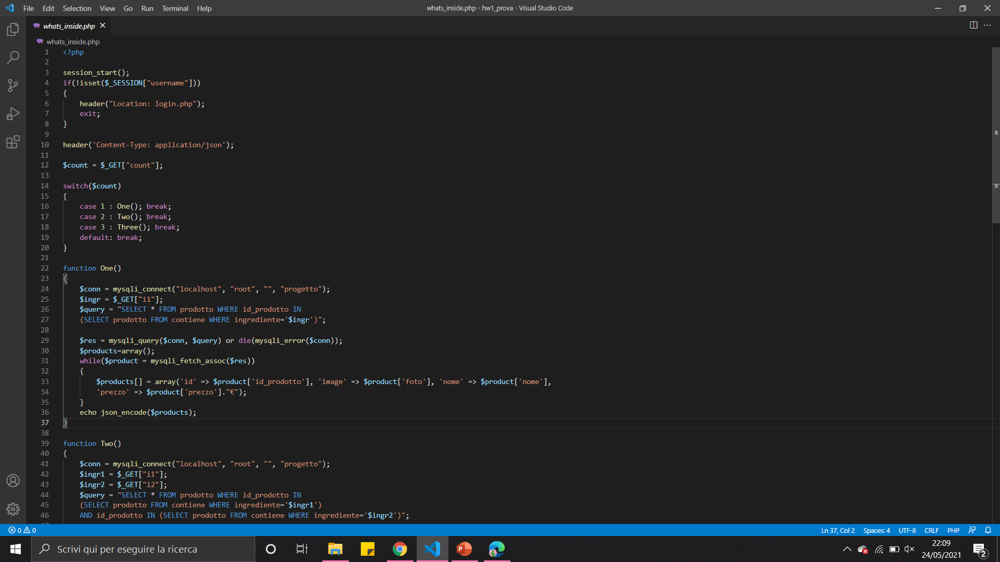 File Edit Selection View Go Run Terminal Help
whats_inside.php - hw1_prova - Visual Studio Code
whats_inside.php
whats_inside.php
1 <?php
2
3 session_start();
4 if(!isset($_SESSION["username"]))
5 {
6 header("Location: login.php");
7 exit;
8 }
9
10 header('Content-Type: application/json');
11
12 $count = $_GET["count"];
13
14 switch($count)
15 {
16 case 1 : One(); break;
17 case 2 : Two(); break;
18 case 3 : Three(); break;
19 default: break;
20 }
21
22 function One()
23 {
24 $conn = mysqli_connect("localhost", "root", "", "progetto");
25 $ingr = $_GET["i1"];
26 $query = "SELECT * FROM prodotto WHERE id_prodotto IN
27 (SELECT prodotto FROM contiene WHERE ingrediente='$ingr')";
28
29 $res = mysqli_query($conn, $query) or die(mysqli_error($conn));
30 $products=array();
31 while($product = mysqli_fetch_assoc($res))
32 {
33 $products[] = array('id' => $product['id_prodotto'], 'image' => $product['foto'], 'nome' => $product['nome'],
34 'prezzo' => $product['prezzo']."€");
35 }
36 echo json_encode($products);
37 }
38
39 function Two()
40 {
41 $conn = mysqli_connect("localhost", "root", "", "progetto");
42 $ingr1 = $_GET["i1"];
43 $ingr2 = $_GET["i2"];
44 $query = "SELECT * FROM prodotto WHERE id_prodotto IN
45 (SELECT prodotto FROM contiene WHERE ingrediente='$ingr1')
46 AND id_prodotto IN (SELECT prodotto FROM contiene WHERE ingrediente='$ingr2')";
0 0
Ln 37, Col 2 Spaces: 4 UTF-8 CRLF PHP
Scrivi qui per eseguire la ricerca
22:09
24/05/2021
2